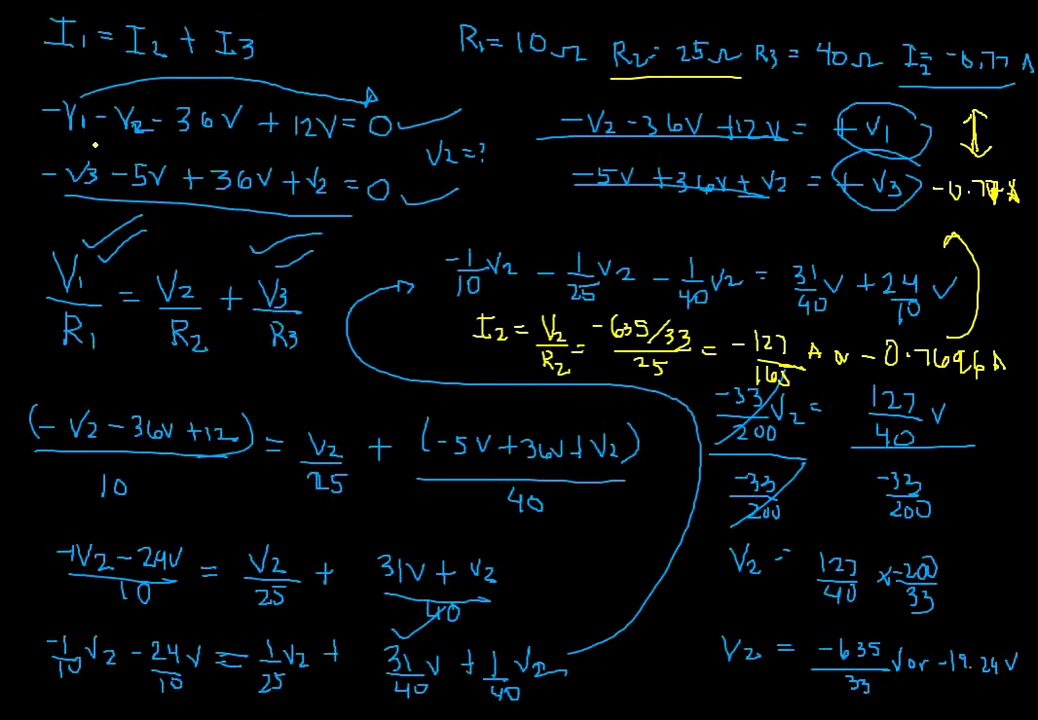 I₁ = I₂ + I₃
R₁ = 10Ω R₂ = 25Ω R₃ = 40Ω I₂ = -0.77 A
-V₁ - V₂ - 36V + 12V = 0
-V₂ - 36V + 12V = + V₁
V₂ = ?
-V₃ - 5V + 36V + V₂ = 0
-5V + 36V + V₂ = + V₃
-0.77 A
V₁/R₁ = V₂/R₂ + V₃/R₃
-1/10 V₂ - 1/25 V₂ - 1/40 V₂ = 31/40 V + 24/10 V
I₂ = V₂/R₂ = (-635/33)/25 = -127/165 A ~ -0.7696 A
(-V₂ - 36V + 12)/10 = V₂/25 + (-5V + 36V + V₂)/40
-33/200 V₂ = 127/40 V
-33/200 -33/200
(-1V₂ - 24V)/10 = V₂/25 + (31V + V₂)/40
V₂ = 127/40 x -200/33
-1/10 V₂ - 24/10 V = 1/25 V₂ + 31/40 V + 1/40 V₂
V₂ = -635/33 V or -19.24V